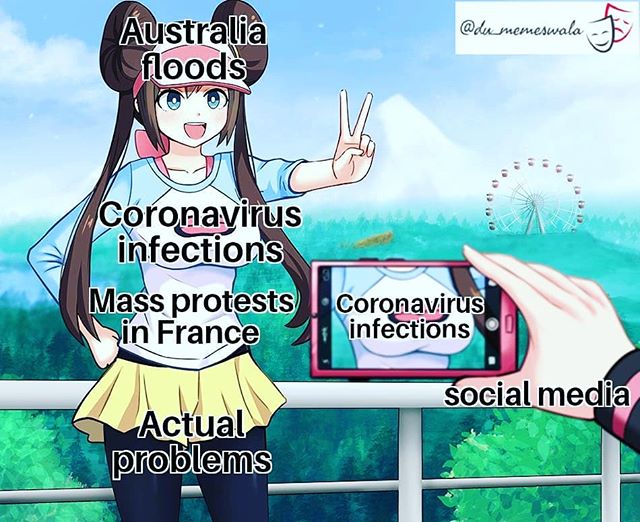 Australia
floods
@du_memeswala
Coronavirus
infections
Mass protests
in France
Coronavirus
infections
social media
Actual
problems